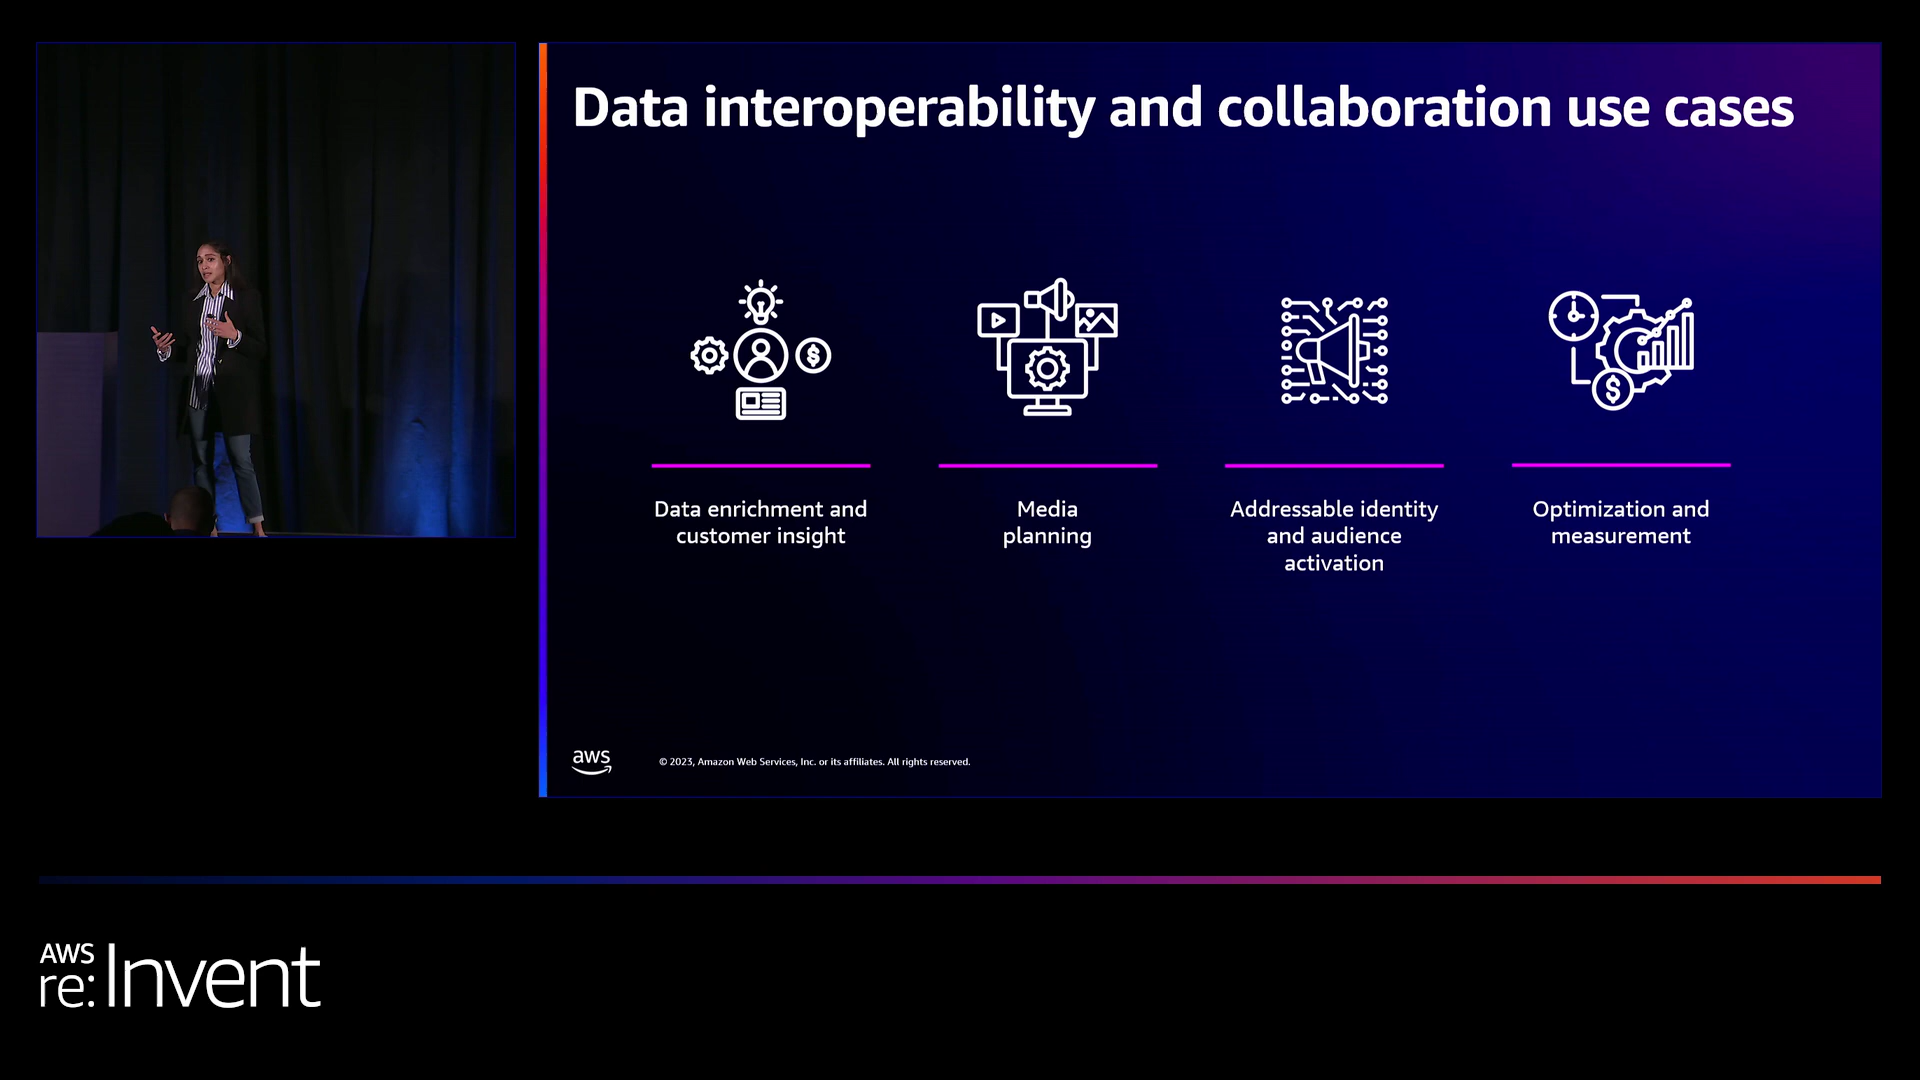 Data interoperability and collaboration use cases
Data enrichment and
customer insight
Media
planning
Addressable identity
and audience
activation
Optimization and
measurement
aws
© 2023, Amazon Web Services, Inc. or its affiliates. All rights reserved.
AWS
re:Invent